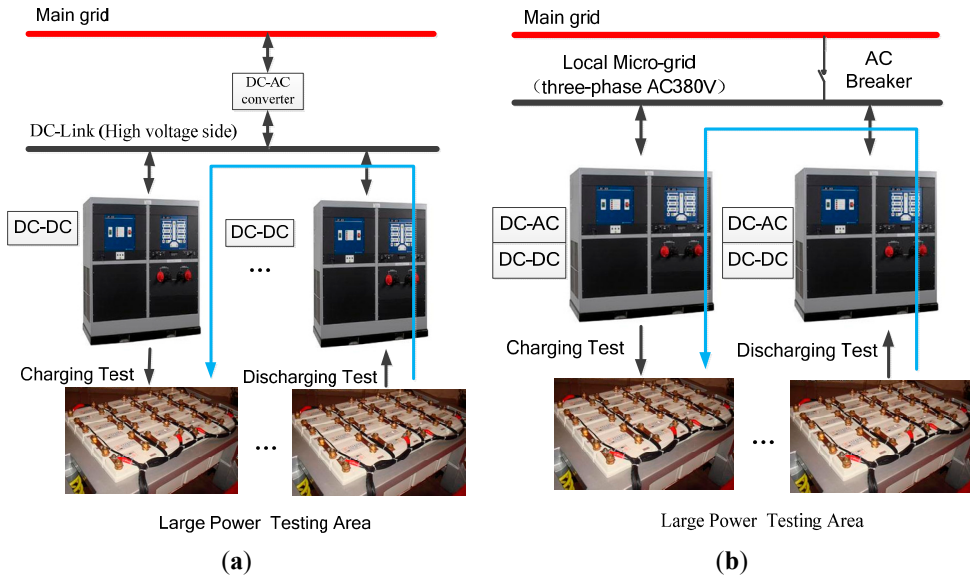 Main grid
DC-AC
converter
DC-Link (High voltage side)
DC-DC
DC-DC
...
Charging Test
Discharging Test
...
Large Power Testing Area
(a)
Main grid
Local Micro-grid
(three-phase AC380V)
AC
Breaker
DC-AC
DC-DC
DC-AC
DC-DC
Charging Test
Discharging Test
...
Large Power Testing Area
(b)